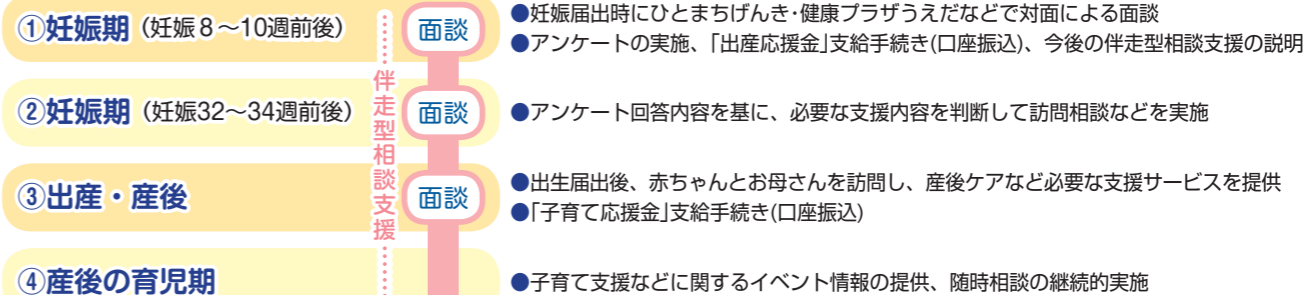 ①妊娠期（妊娠８〜10週前後）
面談
●妊娠届出時にひとまちげんき・健康プラザうえだなどで対面による面談
●アンケートの実施、「出産応援金」支給手続き(口座振込)、今後の伴走型相談支援の説明
伴走型相談支援
②妊娠期（妊娠32〜34週前後）
面談
●アンケート回答内容を基に、必要な支援内容を判断して訪問相談などを実施
③出産・産後
面談
●出生届出後、赤ちゃんとお母さんを訪問し、産後ケアなど必要な支援サービスを提供
●「子育て応援金」支給手続き(口座振込)
④産後の育児期
●子育て支援などに関するイベント情報の提供、随時相談の継続的実施